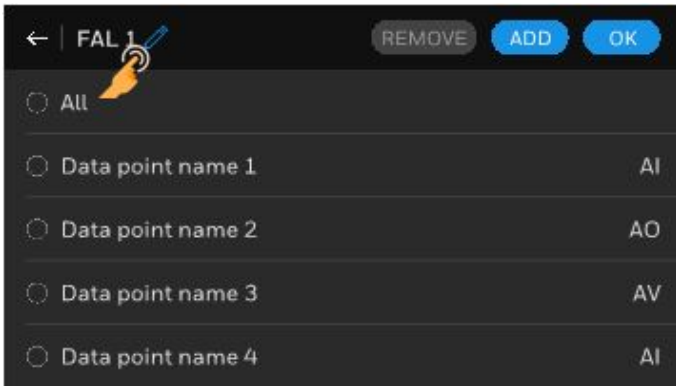 FAL 1 REMOVE ADD OK
All
Data point name 1 AI
Data point name 2 AO
Data point name 3 AV
Data point name 4 AI